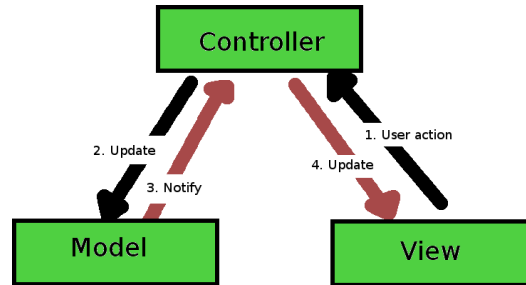 Controller
1. User action
2. Update
4. Update
3. Notify
Model
View